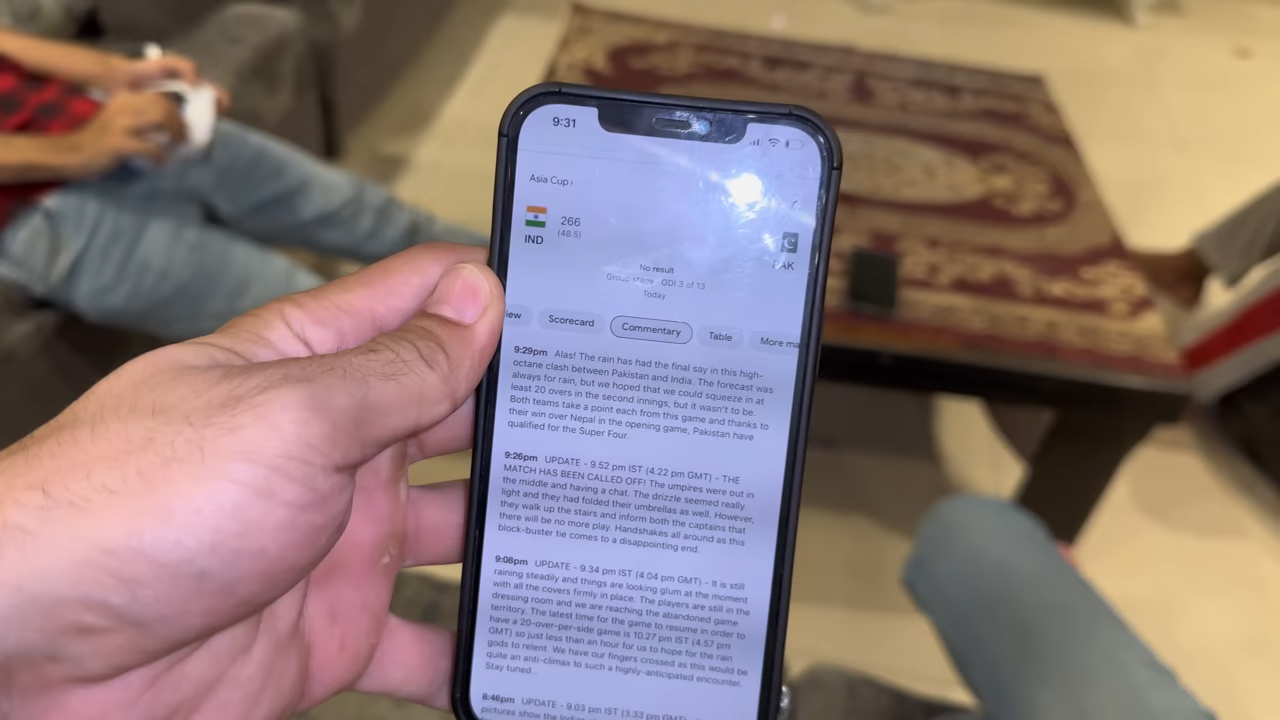 9:31
Asia Cup ›
266
(48.5)
IND
PAK
No result
Group stage · ODI 3 of 13
Today
iew
Scorecard
Commentary
Table
More ma
9:29pm Alas! The rain has had the final say in this high-
octane clash between Pakistan and India. The forecast was
always for rain, but we hoped that we could squeeze in at
least 20 overs in the second innings, but it wasn't to be.
Both teams take a point each from this game and thanks to
their win over Nepal in the opening game, Pakistan have
qualified for the Super Four.
9:26pm UPDATE - 9.52 pm IST (4.22 pm GMT) - THE
MATCH HAS BEEN CALLED OFF! The umpires were out in
the middle and having a chat. The drizzle seemed really
light and they had folded their umbrellas as well. However,
they walk up the stairs and inform both the captains that
there will be no more play. Handshakes all around as this
block-buster tie comes to a disappointing end.
9:08pm UPDATE - 9.34 pm IST (4:04 pm GMT) - It is still
raining steadily and things are looking glum at the moment
with all the covers firmly in place. The players are still in the
dressing room and we are reaching the abandoned game
territory. The latest time for the game to resume in order to
have a 20-over-per-side game is 10.27 pm IST (4.57 pm
GMT) so just less than an hour for us to hope for the rain
gods to relent. We have our fingers crossed as this would be
quite an anti-climax to such a highly-anticipated encounter.
Stay tuned...
8:46pm UPDATE - 9.03 pm IST (3.33 pm GMT) -
pictures show the